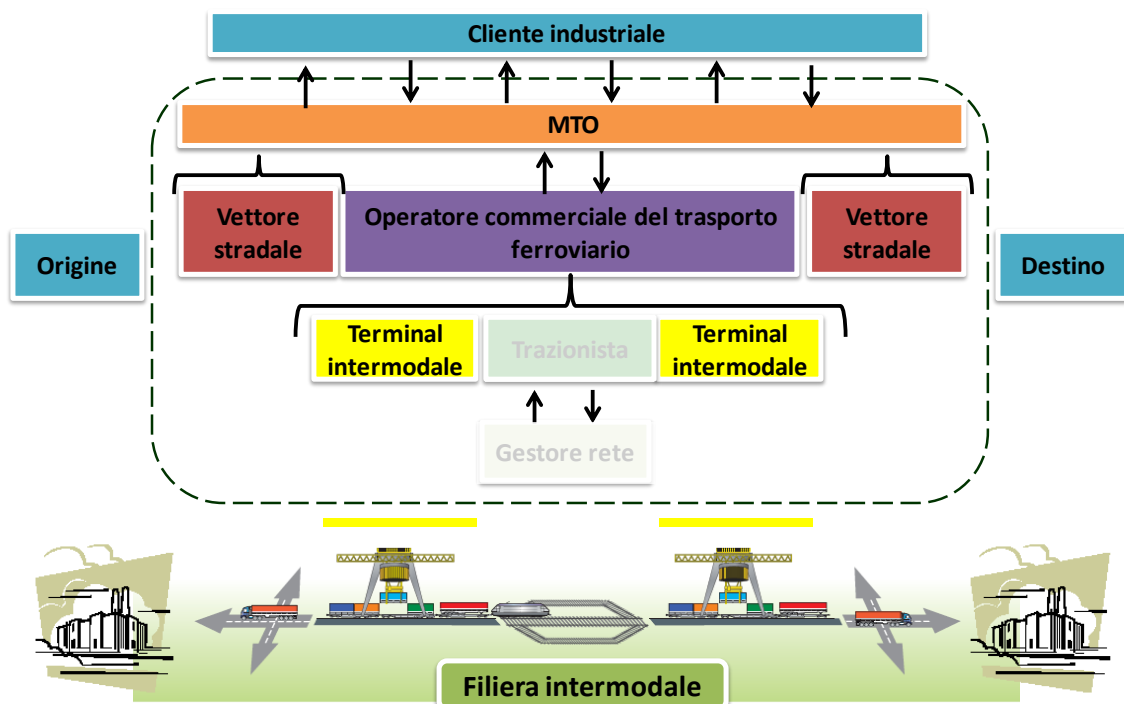 Cliente industriale
MTO
Vettore
stradale
Operatore commerciale del trasporto
ferroviario
Vettore
stradale
Origine
Destino
Terminal
intermodale
Trazionista
Terminal
intermodale
Gestore rete
Filiera intermodale